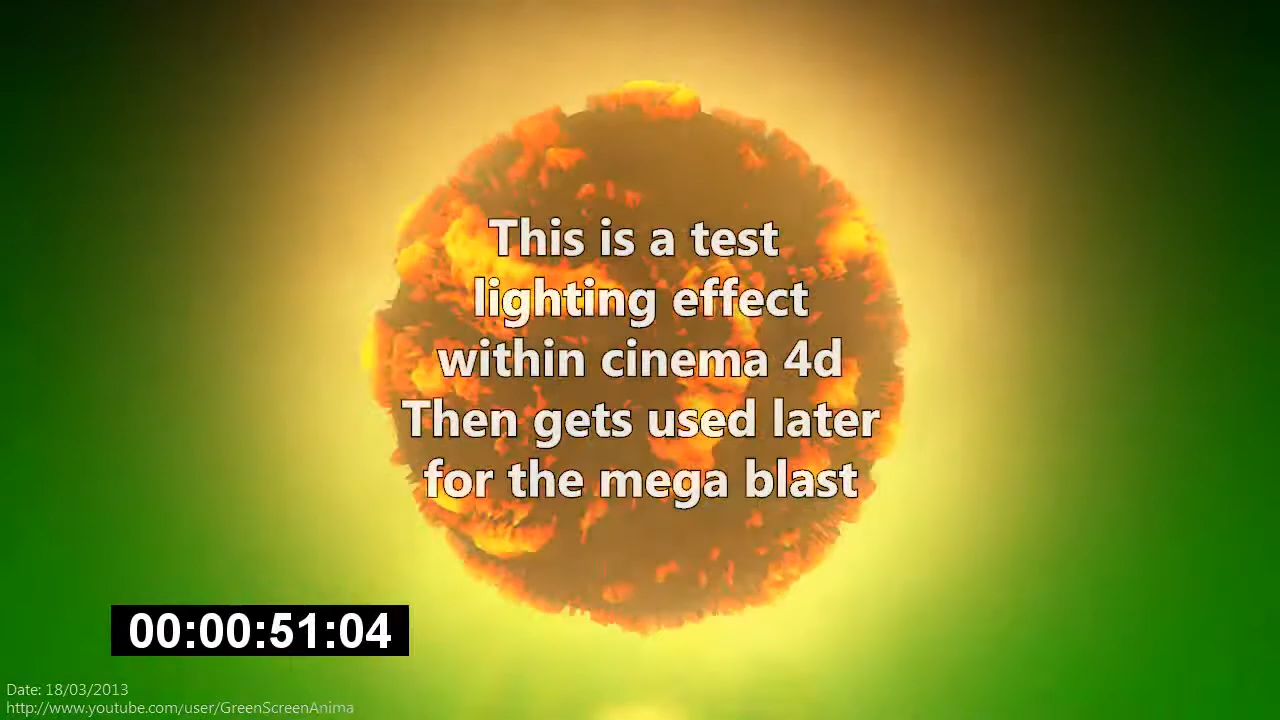 This is a test
lighting effect
within cinema 4d
Then gets used later
for the mega blast
00:00:51:04
Date: 18/03/2013
http://www.youtube.com/user/GreenScreenAnima